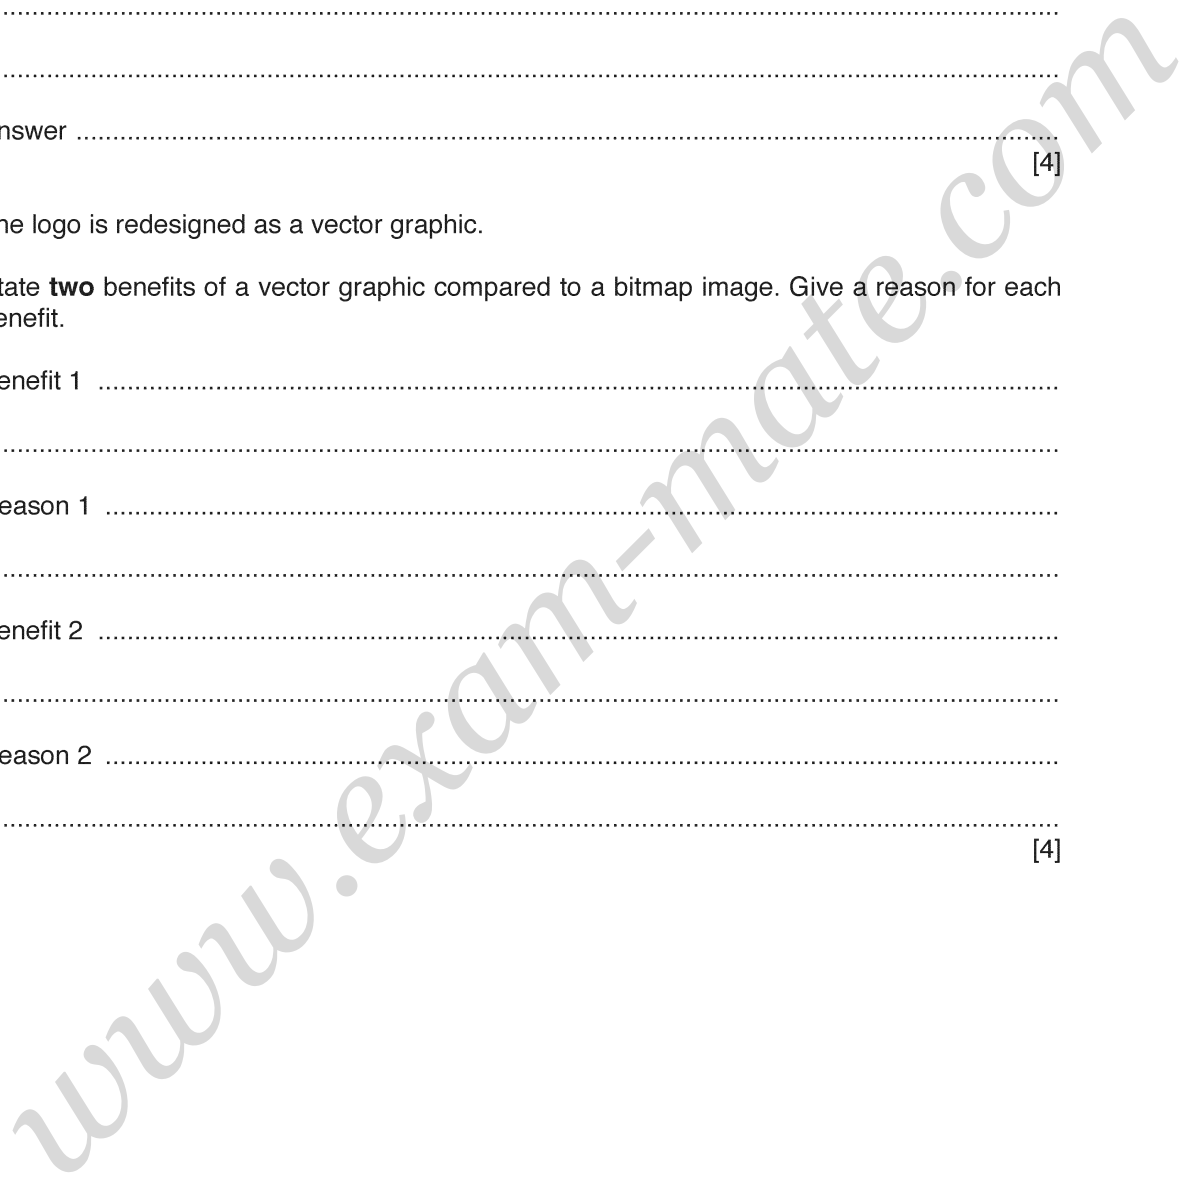 nswer
[4]
he logo is redesigned as a vector graphic.
tate two benefits of a vector graphic compared to a bitmap image. Give a reason for each
enefit.
enefit 1
eason 1
enefit 2
eason 2
[4]
www.exam-mate.com